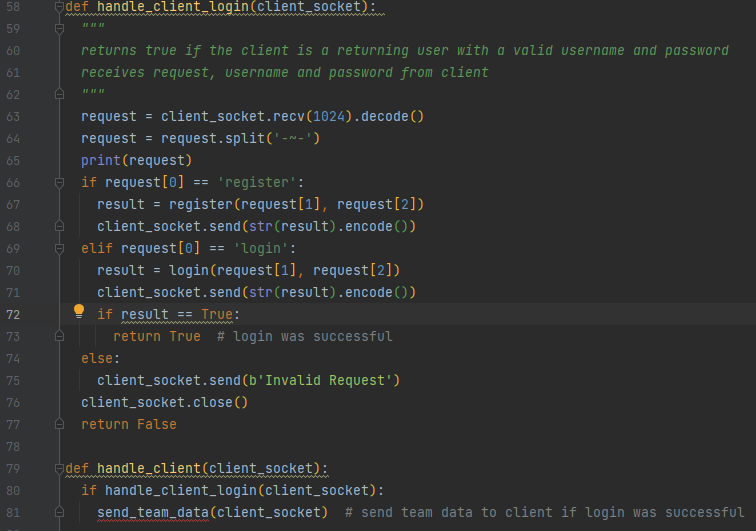 58 def handle_client_login(client_socket):
59 """
60 returns true if the client is a returning user with a valid username and password
61 receives request, username and password from client
62 """
63 request = client_socket.recv(1024).decode()
64 request = request.split('-~-')
65 print(request)
66 if request[0] == 'register':
67 result = register(request[1], request[2])
68 client_socket.send(str(result).encode())
69 elif request[0] == 'login':
70 result = login(request[1], request[2])
71 client_socket.send(str(result).encode())
72 if result == True:
73 return True  # login was successful
74 else:
75 client_socket.send(b'Invalid Request')
76 client_socket.close()
77 return False
78
79 def handle_client(client_socket):
80 if handle_client_login(client_socket):
81 send_team_data(client_socket)  # send team data to client if login was successful